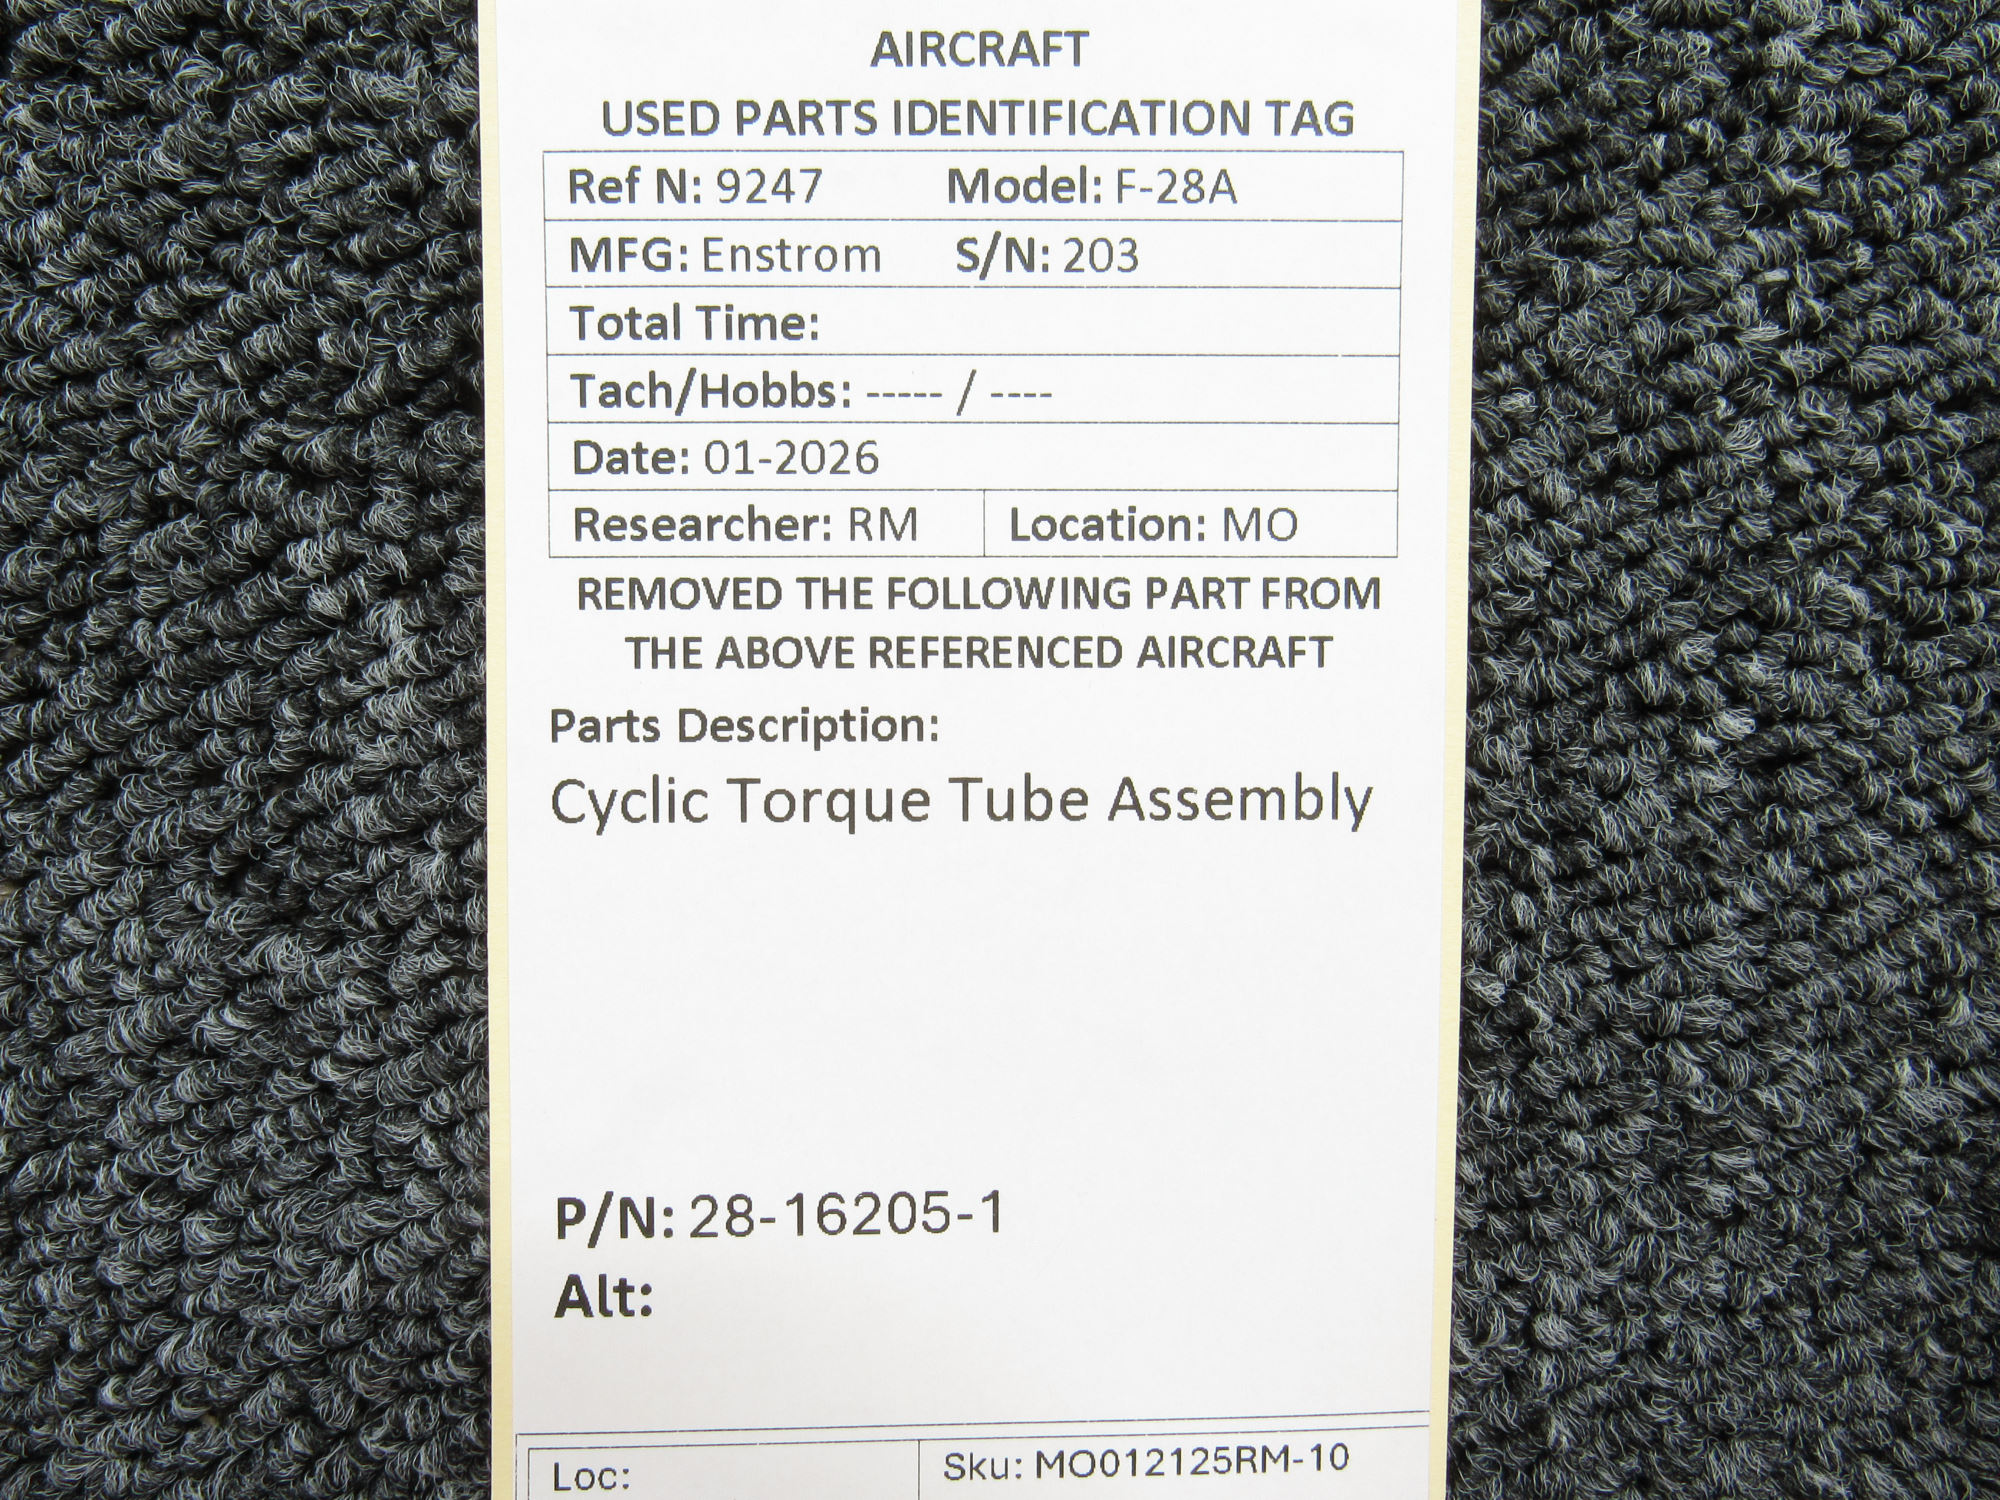 AIRCRAFT
USED PARTS IDENTIFICATION TAG
Ref N: 9247 Model: F-28A
MFG: Enstrom S/N: 203
Total Time:
Tach/Hobbs: ----- / ----
Date: 01-2026
Researcher: RM Location: MO
REMOVED THE FOLLOWING PART FROM
THE ABOVE REFERENCED AIRCRAFT
Parts Description:
Cyclic Torque Tube Assembly
P/N: 28-16205-1
Alt:
Loc: Sku: MO012125RM-10